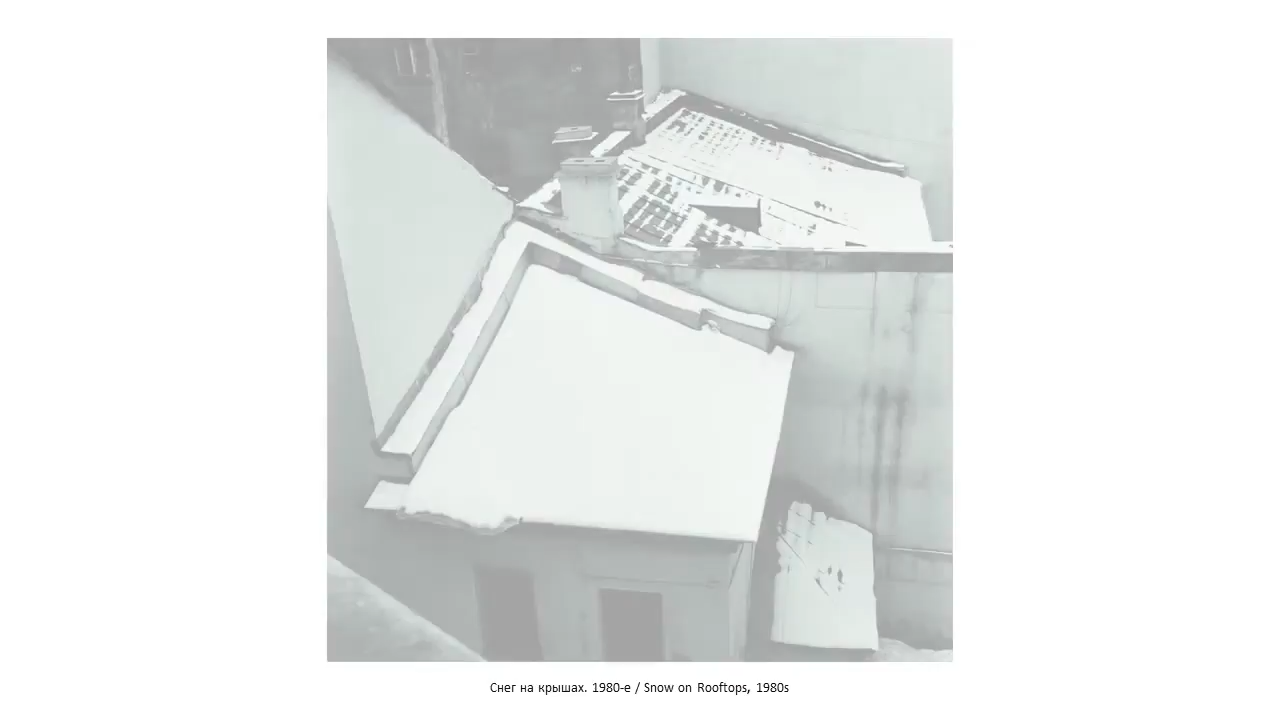 Снег на крышах. 1980-е / Snow on Rooftops, 1980s